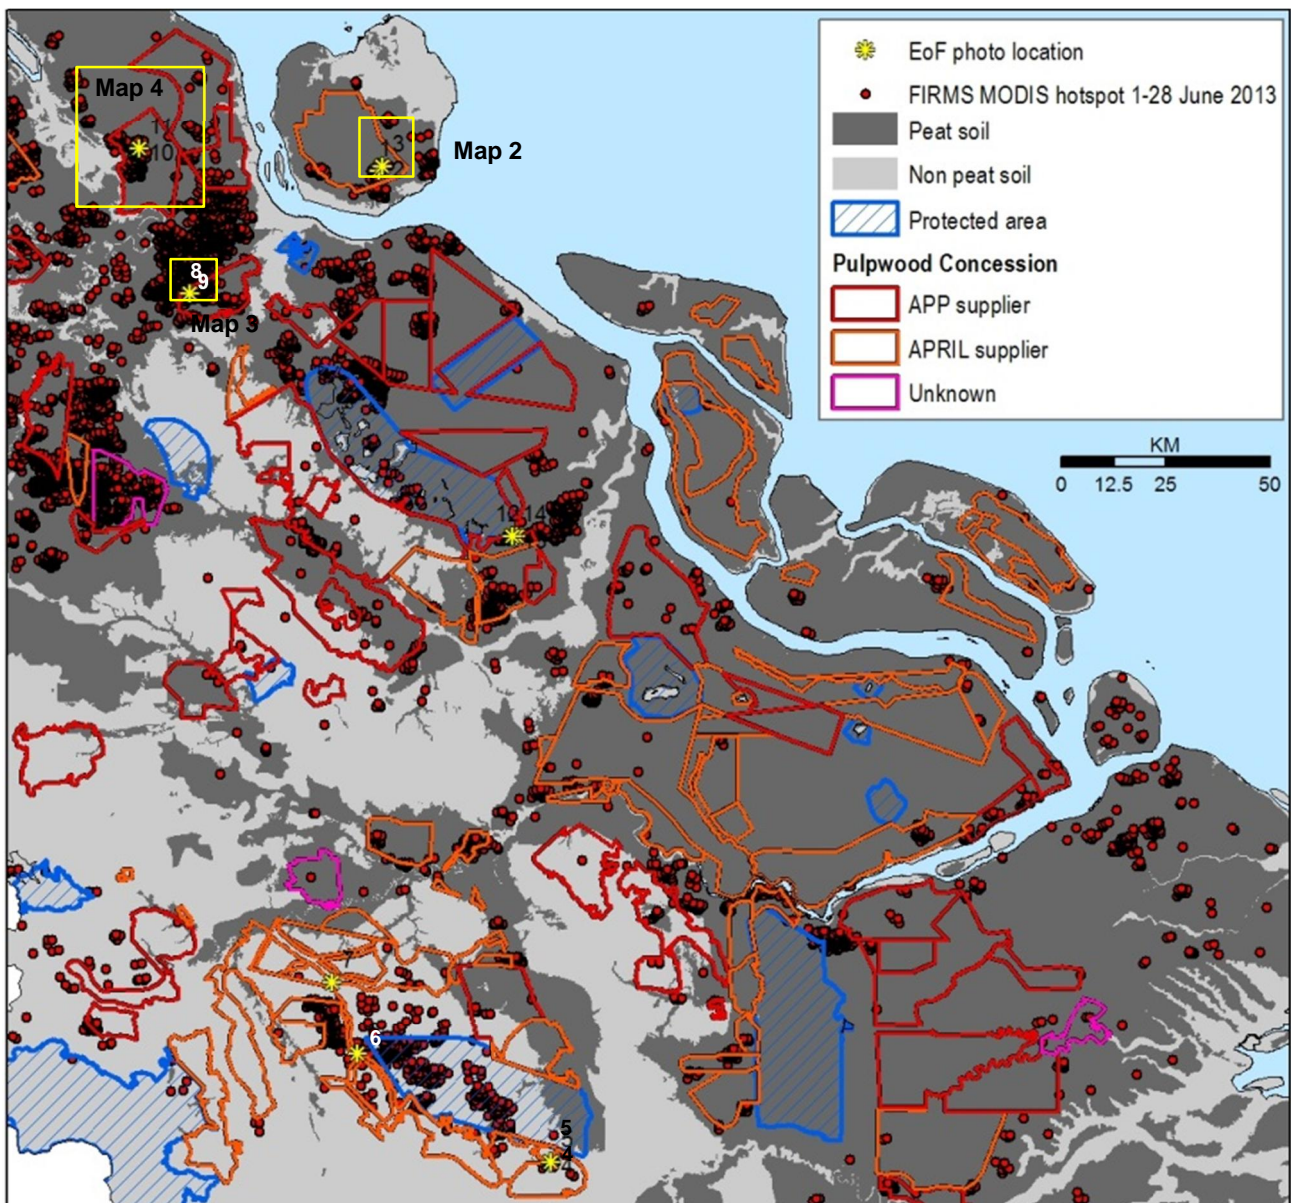 Map 4
11
10
13
Map 2
8
9
Map 3
12 14
7
6
5
4
EoF photo location
FIRMS MODIS hotspot 1-28 June 2013
Peat soil
Non peat soil
Protected area
Pulpwood Concession
APP supplier
APRIL supplier
Unknown
KM
0 12.5 25 50